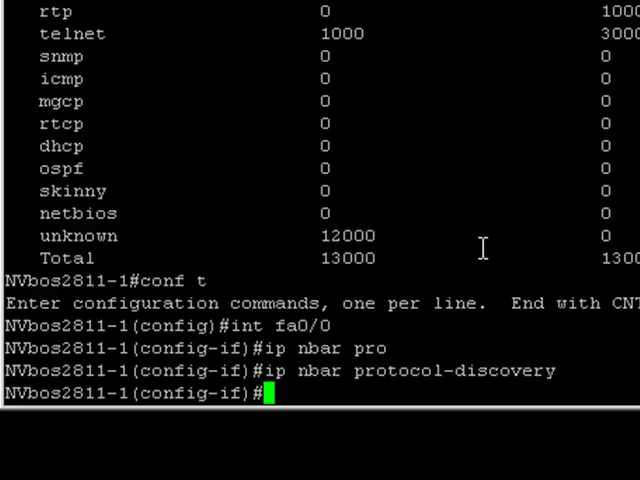 rtp 0 1000
telnet 1000 3000
snmp 0 0
icmp 0 0
mgcp 0 0
rtcp 0 0
dhcp 0 0
ospf 0 0
skinny 0 0
netbios 0 0
unknown 12000 0
Total 13000 1300
NVbos2811-1#conf t
Enter configuration commands, one per line.  End with CNT
NVbos2811-1(config)#int fa0/0
NVbos2811-1(config-if)#ip nbar pro
NVbos2811-1(config-if)#ip nbar protocol-discovery
NVbos2811-1(config-if)#